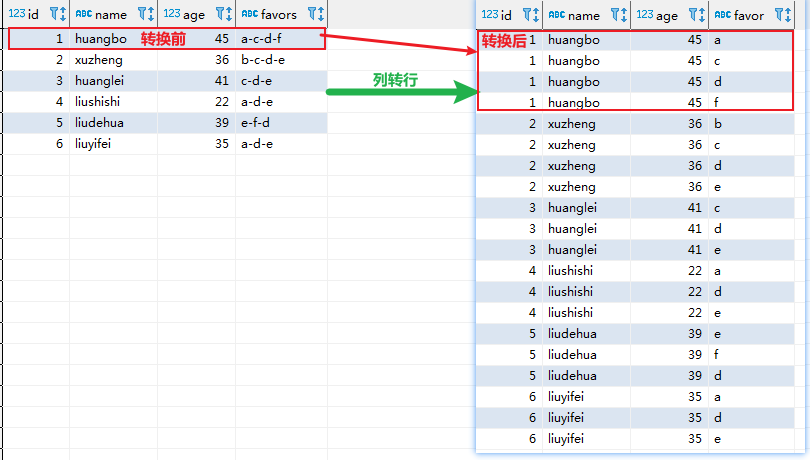 123 id ABC name 123 age ABC favors
1 huangbo 转换前 45 a-c-d-f
2 xuzheng 36 b-c-d-e
3 huanglei 41 c-d-e
4 liushishi 22 a-d-e
5 liudehua 39 e-f-d
6 liuyifei 35 a-d-e
列转行
123 id ABC name 123 age ABC favor
转换后 1 huangbo 45 a
1 huangbo 45 c
1 huangbo 45 d
1 huangbo 45 f
2 xuzheng 36 b
2 xuzheng 36 c
2 xuzheng 36 d
2 xuzheng 36 e
3 huanglei 41 c
3 huanglei 41 d
3 huanglei 41 e
4 liushishi 22 a
4 liushishi 22 d
4 liushishi 22 e
5 liudehua 39 e
5 liudehua 39 f
5 liudehua 39 d
6 liuyifei 35 a
6 liuyifei 35 d
6 liuyifei 35 e